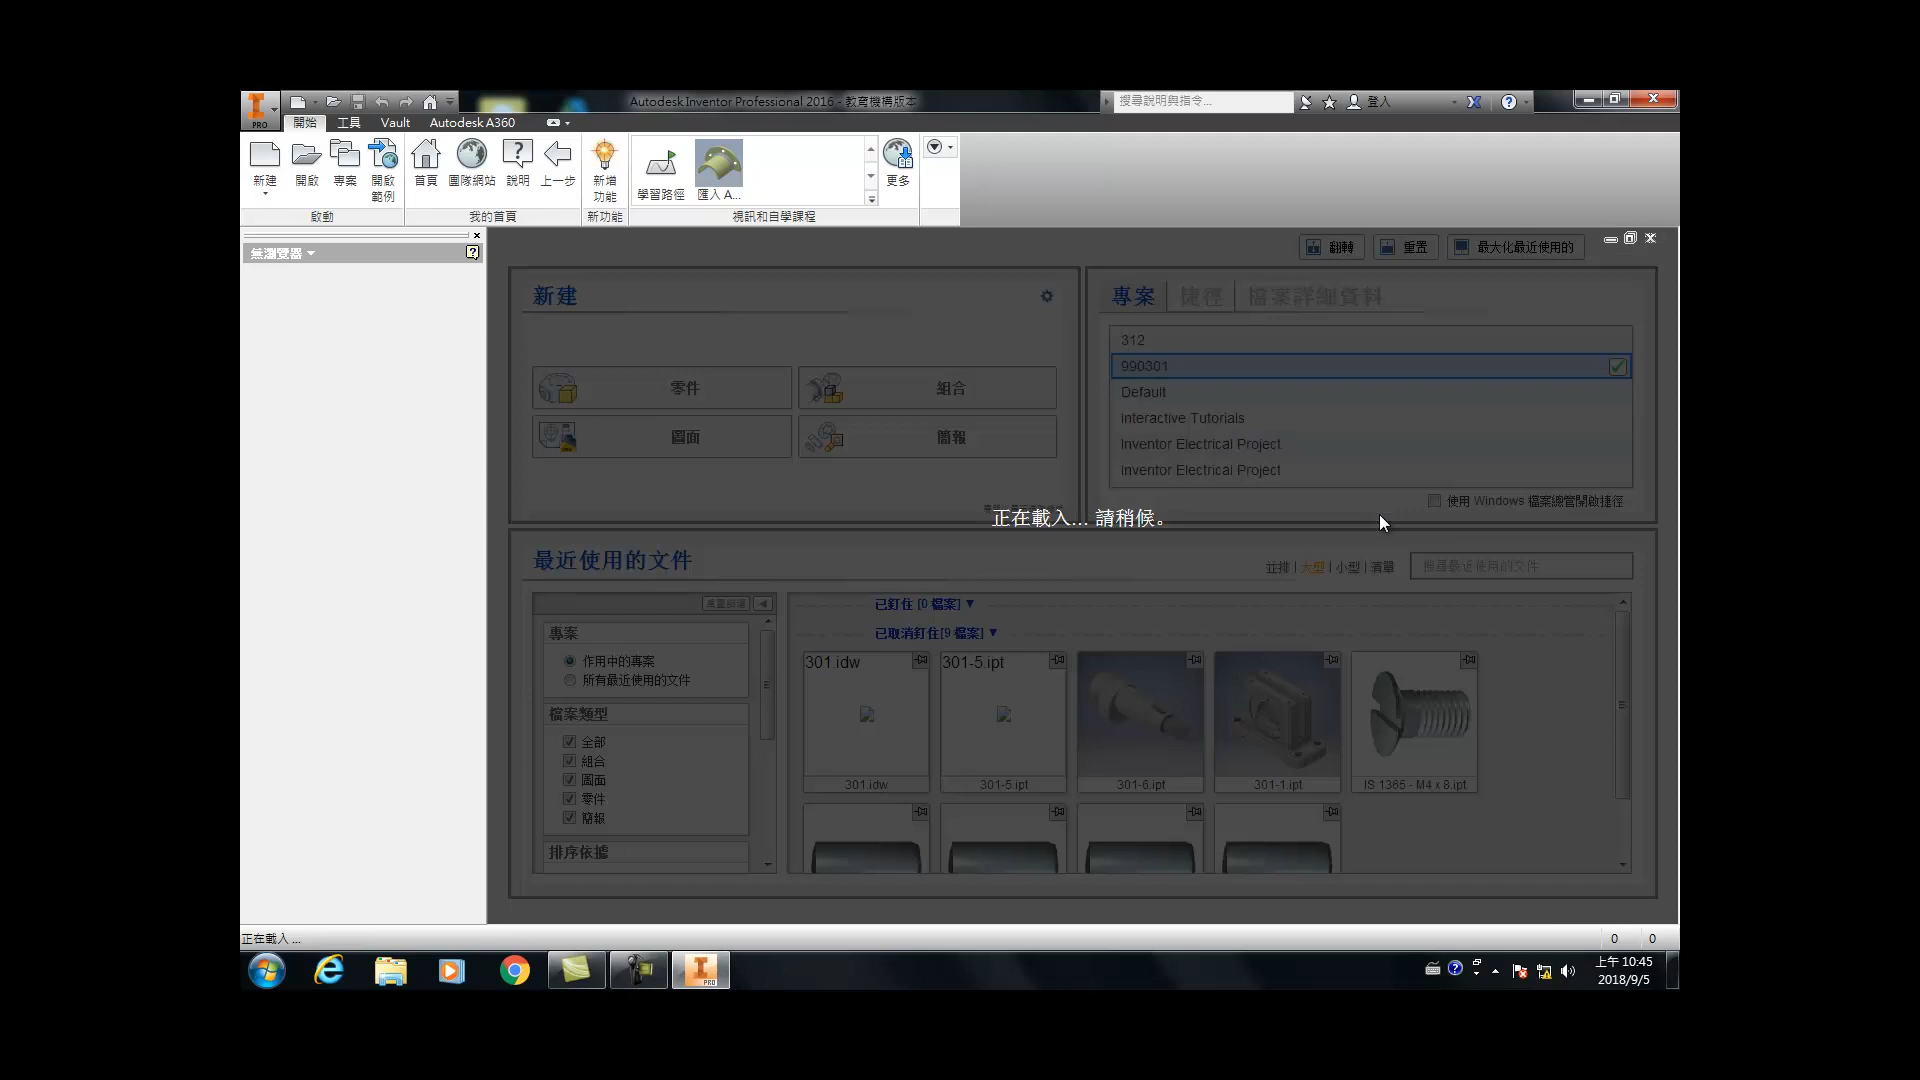 Autodesk Inventor Professional 2016 - 教育機構版本
搜尋說明與指令...
登入
PRO
開始 工具 Vault Autodesk A360
新建 開啟 專案 開啟範例
首頁 團隊網站 說明 上一步
新增功能
學習路徑 匯入 A...
更多
啟動 我的首頁 新功能 視訊和自學課程
無瀏覽器
翻轉 重置 最大化最近使用的
新建
零件 組合
圖面 簡報
專案 捷徑 檔案詳細資料
312
990301
Default
Interactive Tutorials
Inventor Electrical Project
Inventor Electrical Project
使用 Windows 檔案總管開啟捷徑
正在載入... 請稍候。
最近使用的文件
並排 | 大型 | 小型 | 清單
搜尋最近使用的文件
專案
作用中的專案
所有最近使用的文件
檔案類型
全部
組合
圖面
零件
簡報
排序依據
已釘住 [0 檔案]
已取消釘住[9 檔案]
301.idw 301-5.ipt
301.idw 301-5.ipt 301-6.ipt 301-1.ipt IS 1365 - M4 x 8.ipt
正在載入 ...
0 0
PRO
上午 10:45
2018/9/5